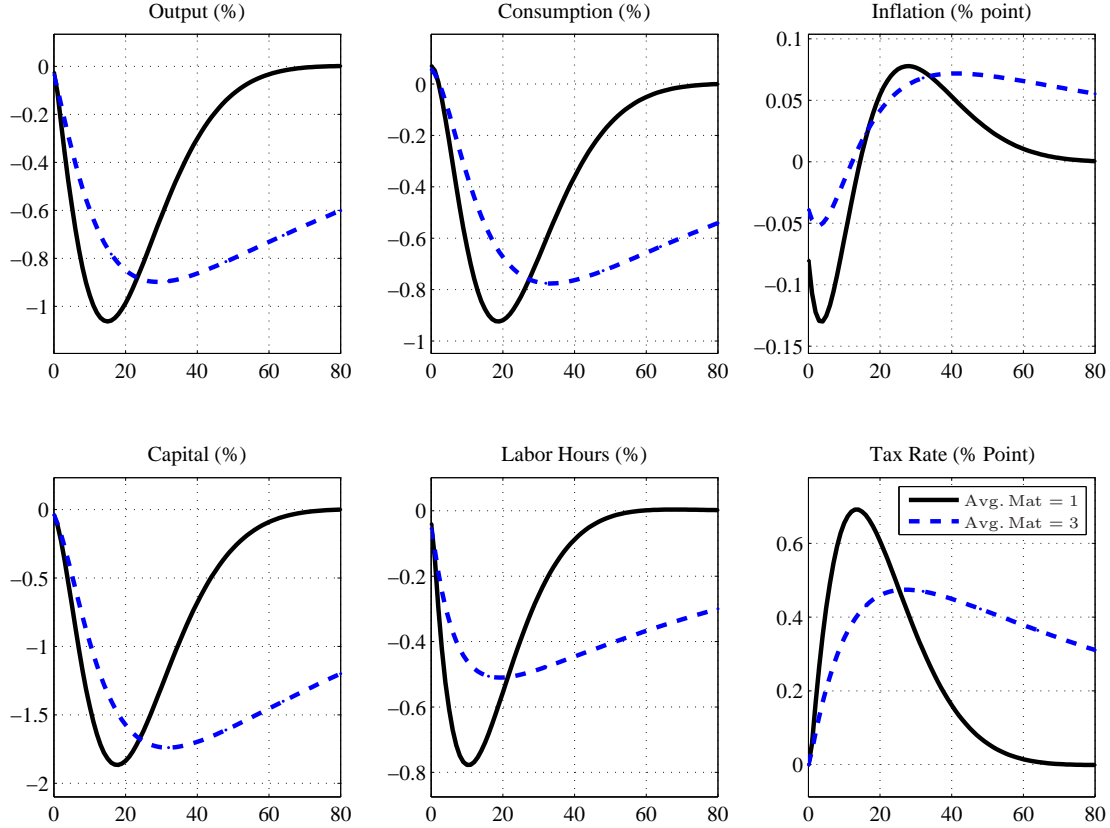 Output (%)
0
−0.2
−0.4
−0.6
−0.8
−1
0 20 40 60 80
Consumption (%)
0
−0.2
−0.4
−0.6
−0.8
−1
0 20 40 60 80
Inflation (% point)
0.1
0.05
0
−0.05
−0.1
−0.15
0 20 40 60 80
Capital (%)
0
−0.5
−1
−1.5
−2
0 20 40 60 80
Labor Hours (%)
0
−0.2
−0.4
−0.6
−0.8
0 20 40 60 80
Tax Rate (% Point)
Avg. Mat = 1
Avg. Mat = 3
0.6
0.4
0.2
0
0 20 40 60 80